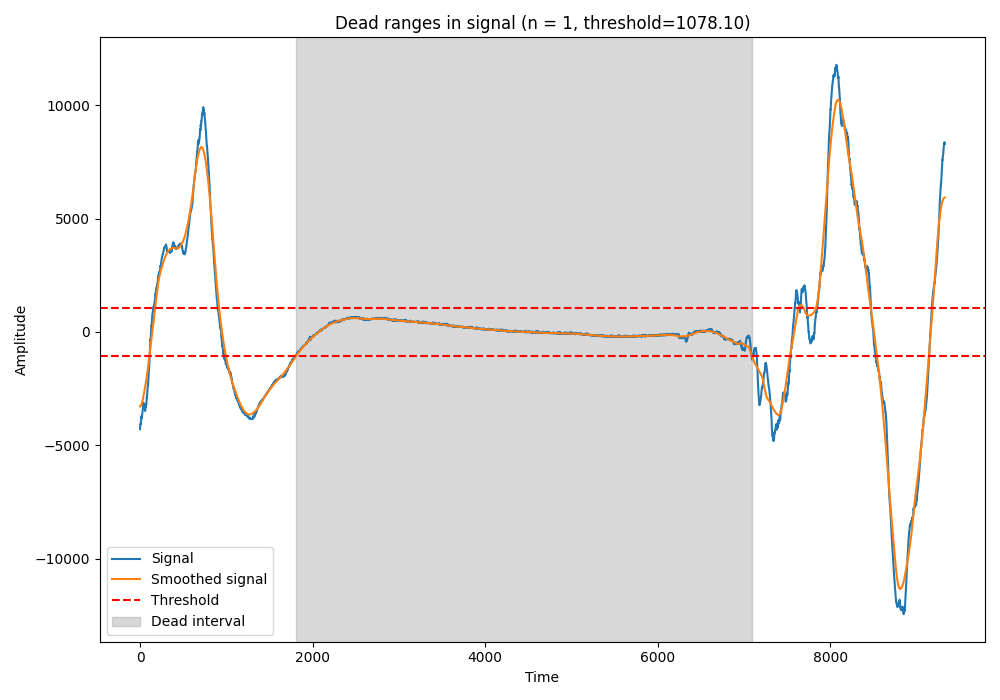 Dead ranges in signal (n = 1, threshold=1078.10)
Amplitude
10000
5000
0
−5000
−10000
Signal
Smoothed signal
Threshold
Dead interval
0
2000
4000
6000
8000
Time